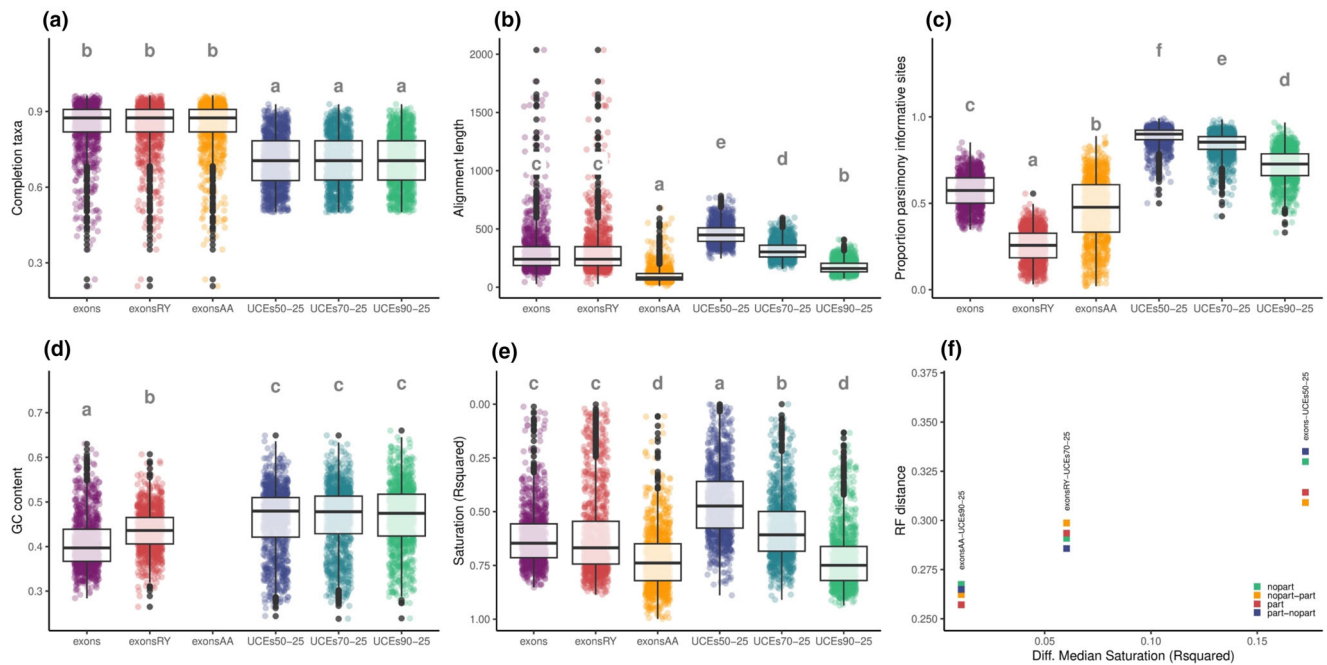 (a)
b b b a a a
Completion taxa
0.9
0.6
0.3
exons exonsRY exonsAA UCEs50-25 UCEs70-25 UCEs90-25
(b)
c c a e d b
Alignment length
2000
1500
1000
500
0
exons exonsRY exonsAA UCEs50-25 UCEs70-25 UCEs90-25
(c)
c a b f e d
Proportion parasimony informative sites
1.0
0.5
0.0
exons exonsRY exonsAA UCEs50-25 UCEs70-25 UCEs90-25
(d)
a b c c c
GC content
0.7
0.6
0.5
0.4
0.3
exons exonsRY exonsAA UCEs50-25 UCEs70-25 UCEs90-25
(e)
c c d a b d
Saturation (Rsquared)
0.00
0.25
0.50
0.75
1.00
exons exonsRY exonsAA UCEs50-25 UCEs70-25 UCEs90-25
(f)
RF distance
0.375
0.350
0.325
0.300
0.275
0.250
exonsAA-UCEs90-25
exonsRY-UCEs70-25
exons-UCEs50-25
nopart
nopart-part
part
part-nopart
0.05 0.10 0.15
Diff. Median Saturation (Rsquared)